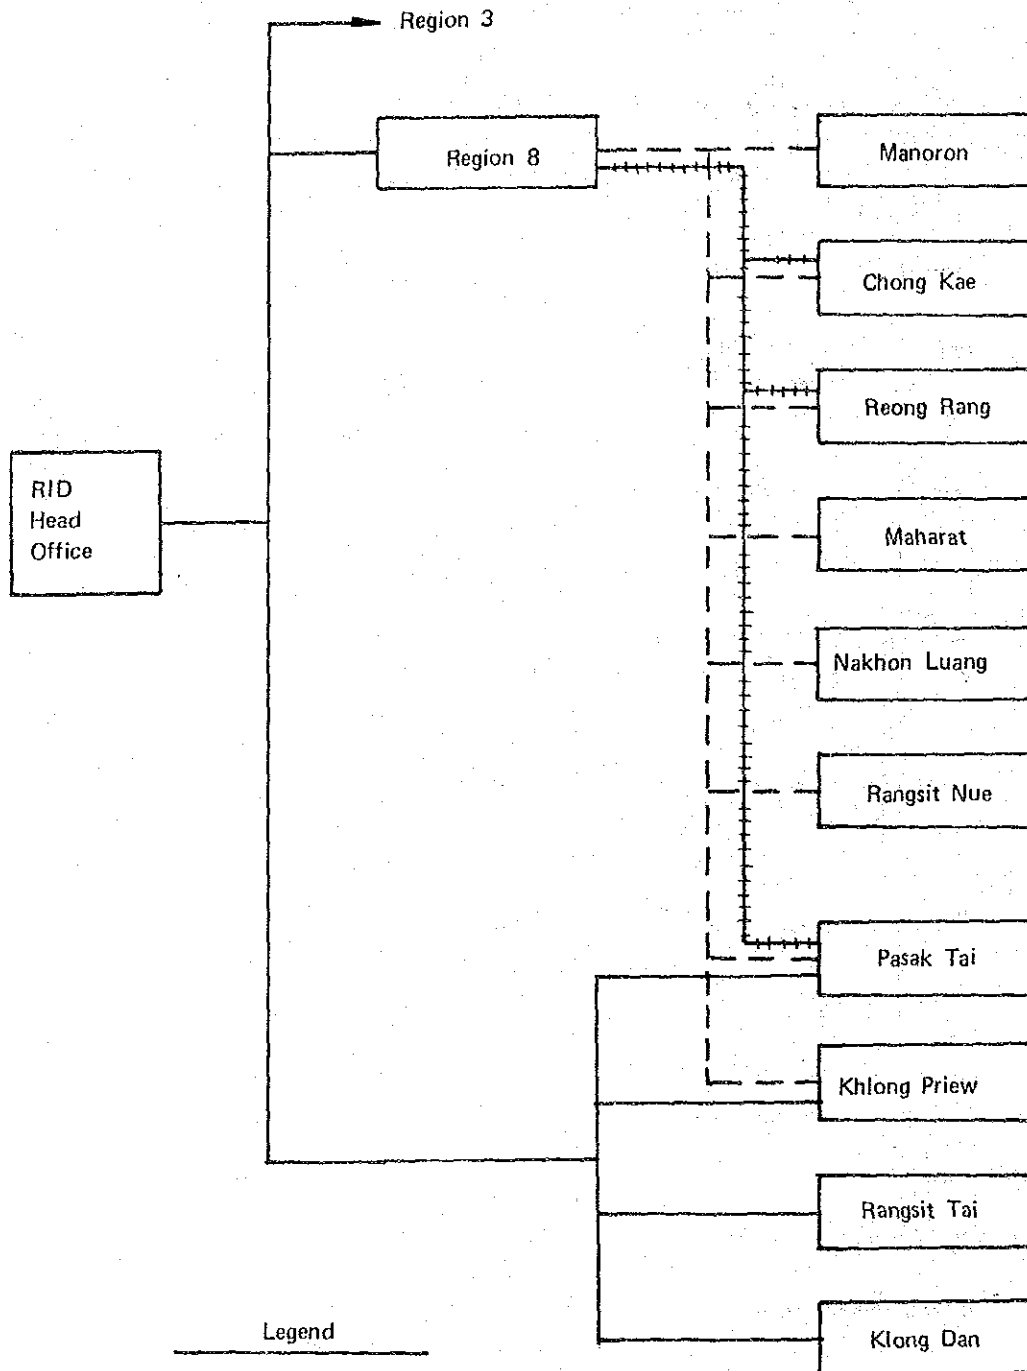 Region 3
Region 8
Manoron
Chong Kae
Reong Rang
RID
Head
Office
Maharat
Nakhon Luang
Rangsit Nue
Pasak Tai
Khlong Priew
Rangsit Tai
Klong Dan
Legend